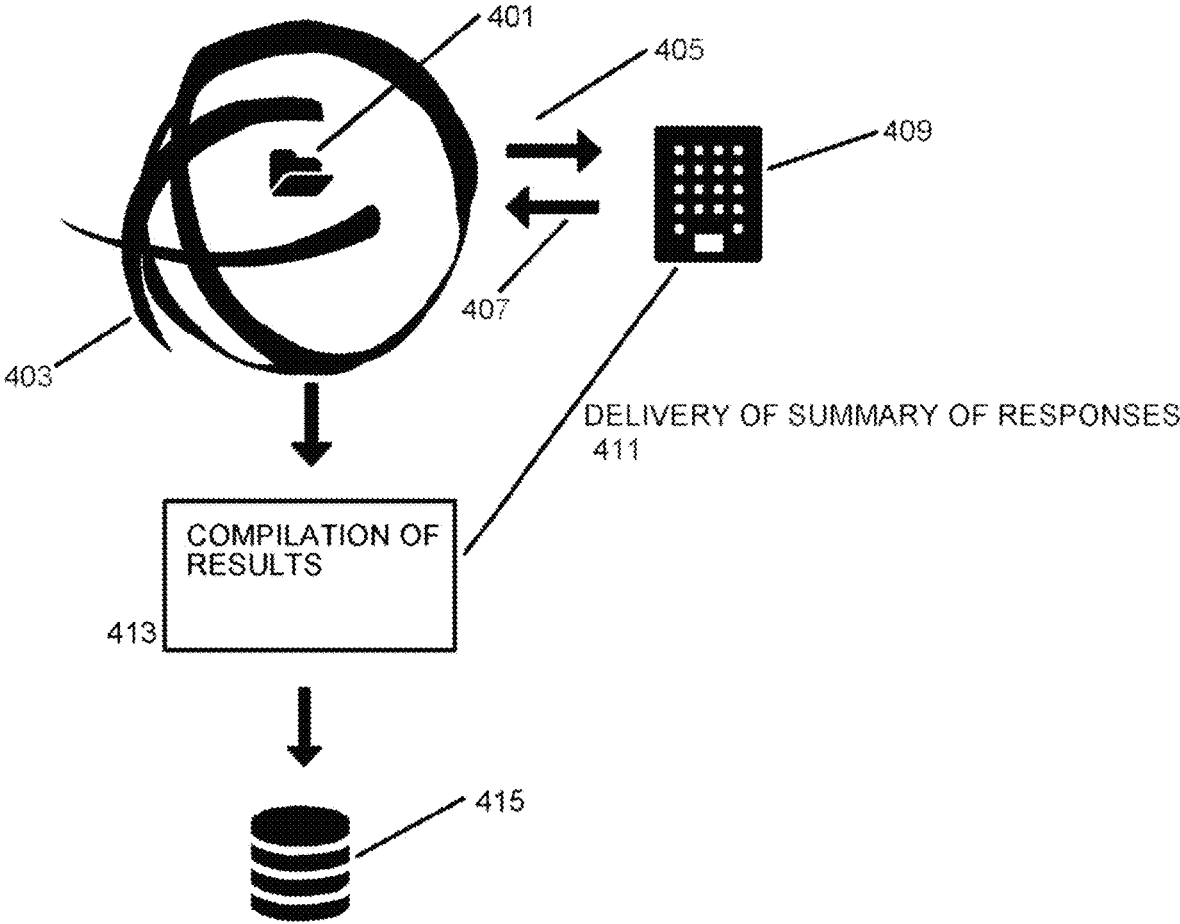 401
405
409
407
403
DELIVERY OF SUMMARY OF RESPONSES
411
COMPILATION OF
RESULTS
413
415